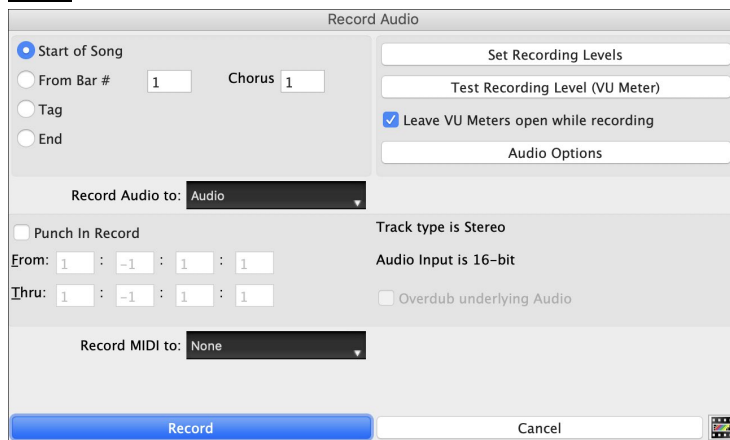 Record Audio
Start of Song
From Bar # 1 Chorus 1
Tag
End
Set Recording Levels
Test Recording Level (VU Meter)
Leave VU Meters open while recording
Audio Options
Record Audio to: Audio
Punch In Record
From: 1 : -1 : 1 : 1
Thru: 1 : -1 : 1 : 1
Track type is Stereo
Audio Input is 16-bit
Overdub underlying Audio
Record MIDI to: None
Record
Cancel